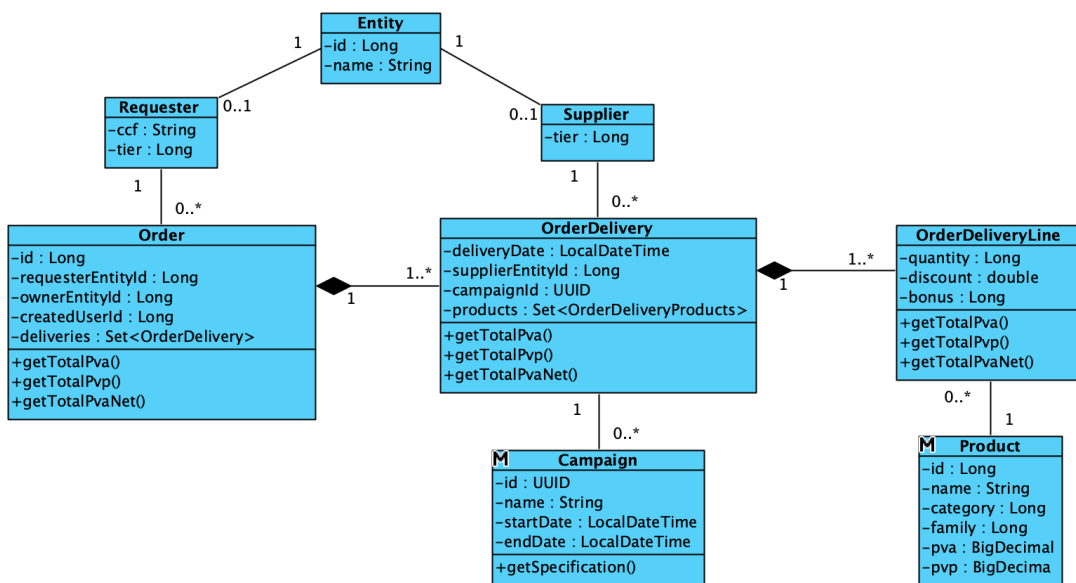 Entity
-id : Long
-name : String
1
1
0..1
0..1
Requester
-ccf : String
-tier : Long
Supplier
-tier : Long
1
0..*
1
0..*
Order
-id : Long
-requesterEntityId : Long
-ownerEntityId : Long
-createdUserId : Long
-deliveries : Set<OrderDelivery>
+getTotalPva()
+getTotalPvp()
+getTotalPvaNet()
1
1..*
OrderDelivery
-deliveryDate : LocalDateTime
-supplierEntityId : Long
-campaignId : UUID
-products : Set<OrderDeliveryProducts>
+getTotalPva()
+getTotalPvp()
+getTotalPvaNet()
1
1..*
OrderDeliveryLine
-quantity : Long
-discount : double
-bonus : Long
+getTotalPva()
+getTotalPvp()
+getTotalPvaNet()
1
0..*
0..*
1
M
Campaign
-id : UUID
-name : String
-startDate : LocalDateTime
-endDate : LocalDateTime
+getSpecification()
M
Product
-id : Long
-name : String
-category : Long
-family : Long
-pva : BigDecimal
-pvp : BigDecima